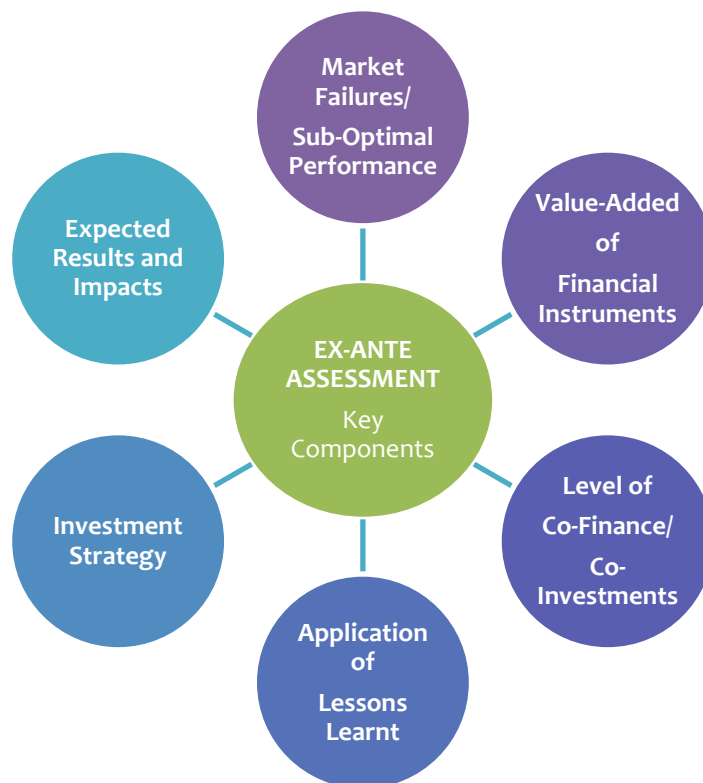 Market
Failures/
Sub-Optimal
Performance
Value-Added
of
Financial
Instruments
Level of
Co-Finance/
Co-
Investments
Application
of
Lessons
Learnt
Investment
Strategy
Expected
Results and
Impacts
EX-ANTE
ASSESSMENT
Key
Components